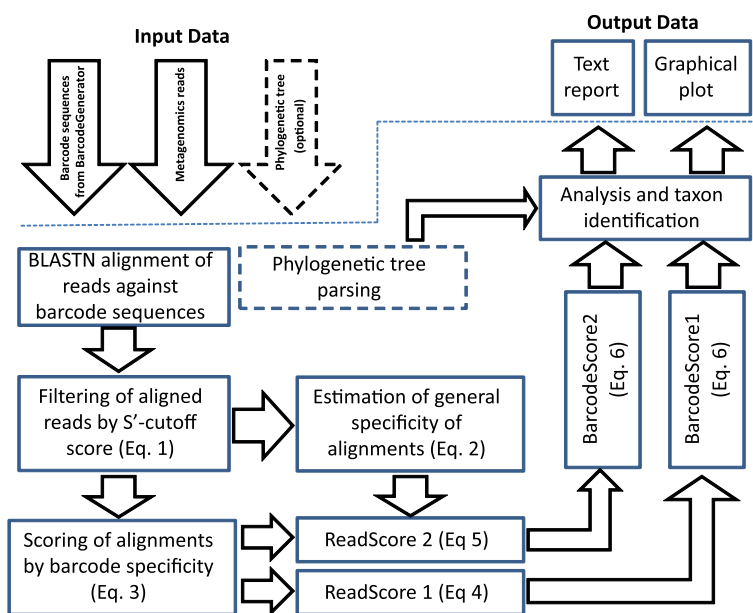 Input Data
Output Data
Barcode sequences
from BarcodeGenerator
Metagenomics reads
Phylogenetic tree
(optional)
Text
report
Graphical
plot
Analysis and taxon
identification
Phylogenetic tree
parsing
BLASTN alignment of
reads against
barcode sequences
BarcodeScore2
(Eq. 6)
BarcodeScore1
(Eq. 6)
Filtering of aligned
reads by S’-cutoff
score (Eq. 1)
Estimation of general
specificity of
alignments (Eq. 2)
Scoring of alignments
by barcode specificity
(Eq. 3)
ReadScore 2 (Eq 5)
ReadScore 1 (Eq 4)